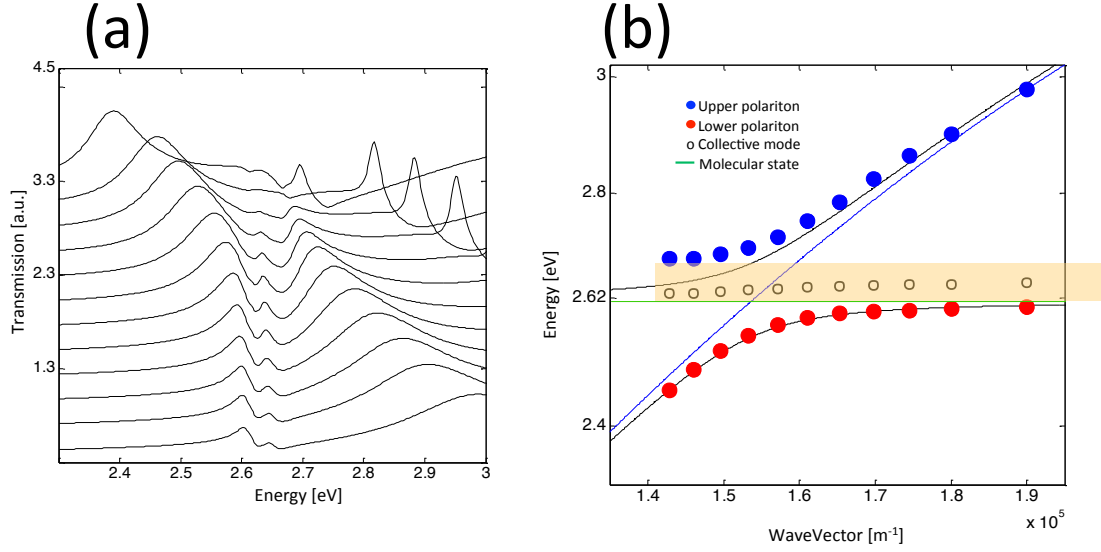 (a)
4.5
3.3
2.3
1.3
Transmission [a.u.]
2.4
2.5
2.6
2.7
2.8
2.9
3
Energy [eV]
(b)
3
2.8
2.62
2.4
Energy [eV]
Upper polariton
Lower polariton
Collective mode
Molecular state
1.4
1.5
1.6
1.7
1.8
1.9
x 10⁵
WaveVector [m⁻¹]